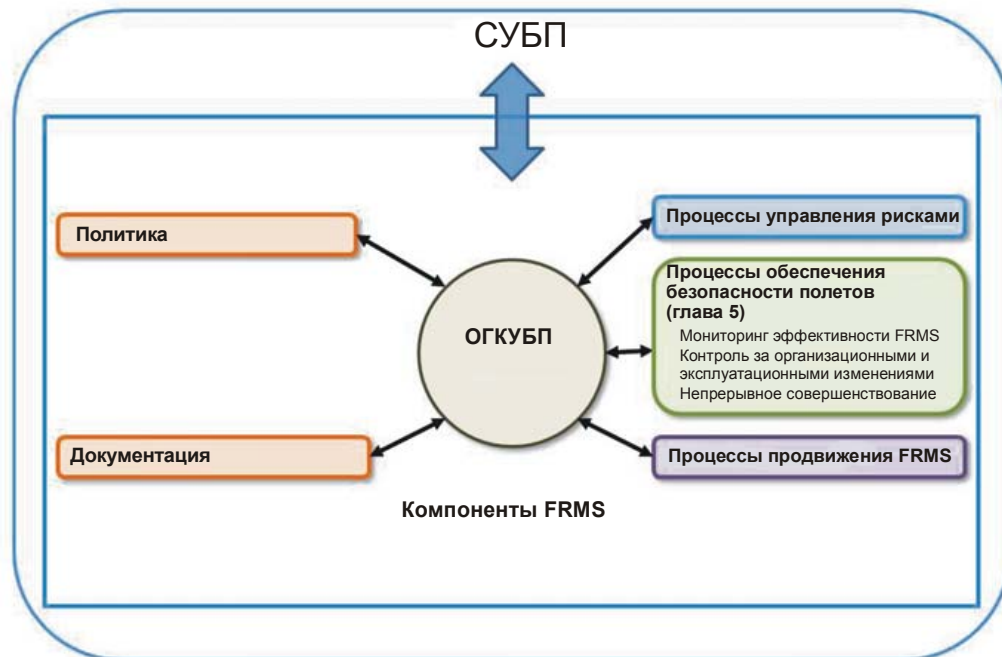 СУБП
Политика
Документация
ОГКУБП
Процессы управления рисками
Процессы обеспечения
безопасности полетов
(глава 5)
Мониторинг эффективности FRMS
Контроль за организационными и
эксплуатационными изменениями
Непрерывное совершенствование
Процессы продвижения FRMS
Компоненты FRMS